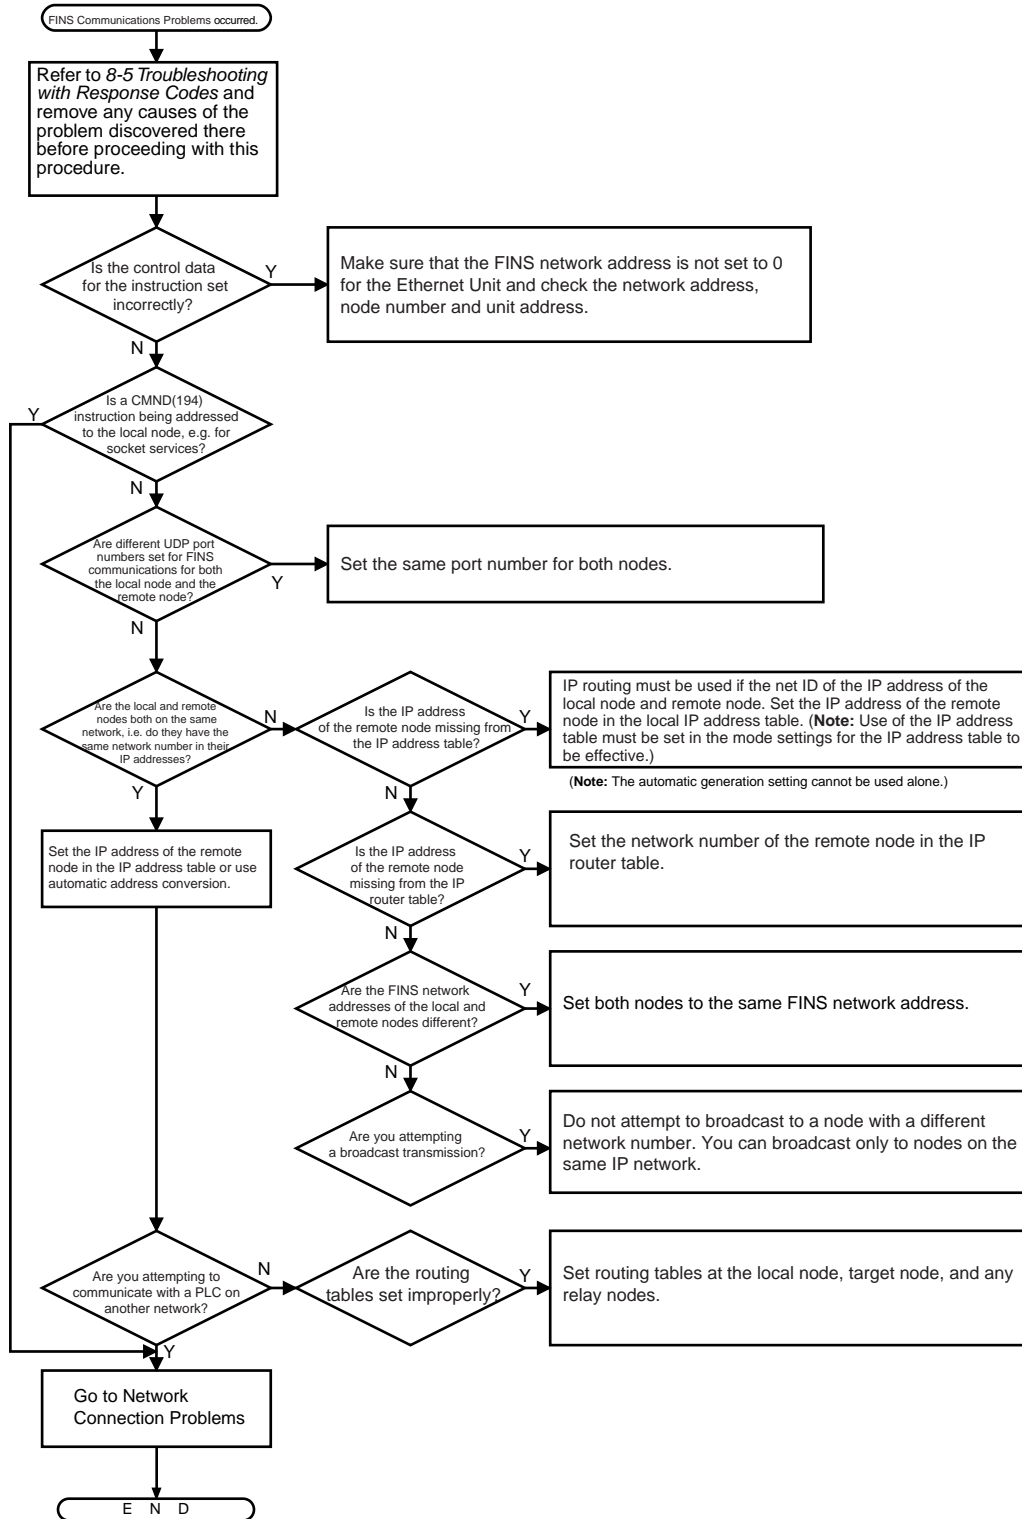 FINS Communications Problems occurred.
Refer to 8-5 Troubleshooting
with Response Codes and
remove any causes of the
problem discovered there
before proceeding with this
procedure.
Is the control data
for the instruction set
incorrectly?
Y
Make sure that the FINS network address is not set to 0
for the Ethernet Unit and check the network address,
node number and unit address.
N
Is a CMND(194)
instruction being addressed
to the local node, e.g. for
socket services?
Y
N
Are different UDP port
numbers set for FINS
communications for both
the local node and the
remote node?
Y
Set the same port number for both nodes.
N
Are the local and remote
nodes both on the same
network, i.e. do they have the
same network number in their
IP addresses?
N
Is the IP address
of the remote node missing from
the IP address table?
Y
IP routing must be used if the net ID of the IP address of the
local node and remote node. Set the IP address of the remote
node in the local IP address table. (Note: Use of the IP address
table must be set in the mode settings for the IP address table to
be effective.)
(Note: The automatic generation setting cannot be used alone.)
Y
N
Set the IP address of the remote
node in the IP address table or use
automatic address conversion.
Is the IP address
of the remote node
missing from the IP
router table?
Y
Set the network number of the remote node in the IP
router table.
N
Are the FINS network
addresses of the local and
remote nodes different?
Y
Set both nodes to the same FINS network address.
N
Are you attempting
a broadcast transmission?
Y
Do not attempt to broadcast to a node with a different
network number. You can broadcast only to nodes on the
same IP network.
Are you attempting to
communicate with a PLC on
another network?
N
Are the routing
tables set improperly?
Y
Set routing tables at the local node, target node, and any
relay nodes.
Y
Go to Network
Connection Problems
E N D